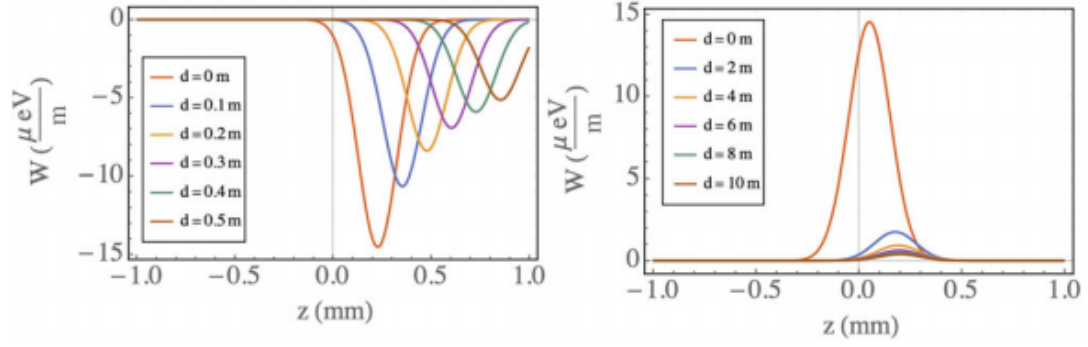 0
−5
−10
−15
W (μ eV/m)
d = 0 m
d = 0.1 m
d = 0.2 m
d = 0.3 m
d = 0.4 m
d = 0.5 m
−1.0 −0.5 0.0 0.5 1.0
z (mm)
15
10
5
0
W (μ eV/m)
d = 0 m
d = 2 m
d = 4 m
d = 6 m
d = 8 m
d = 10 m
−1.0 −0.5 0.0 0.5 1.0
z (mm)